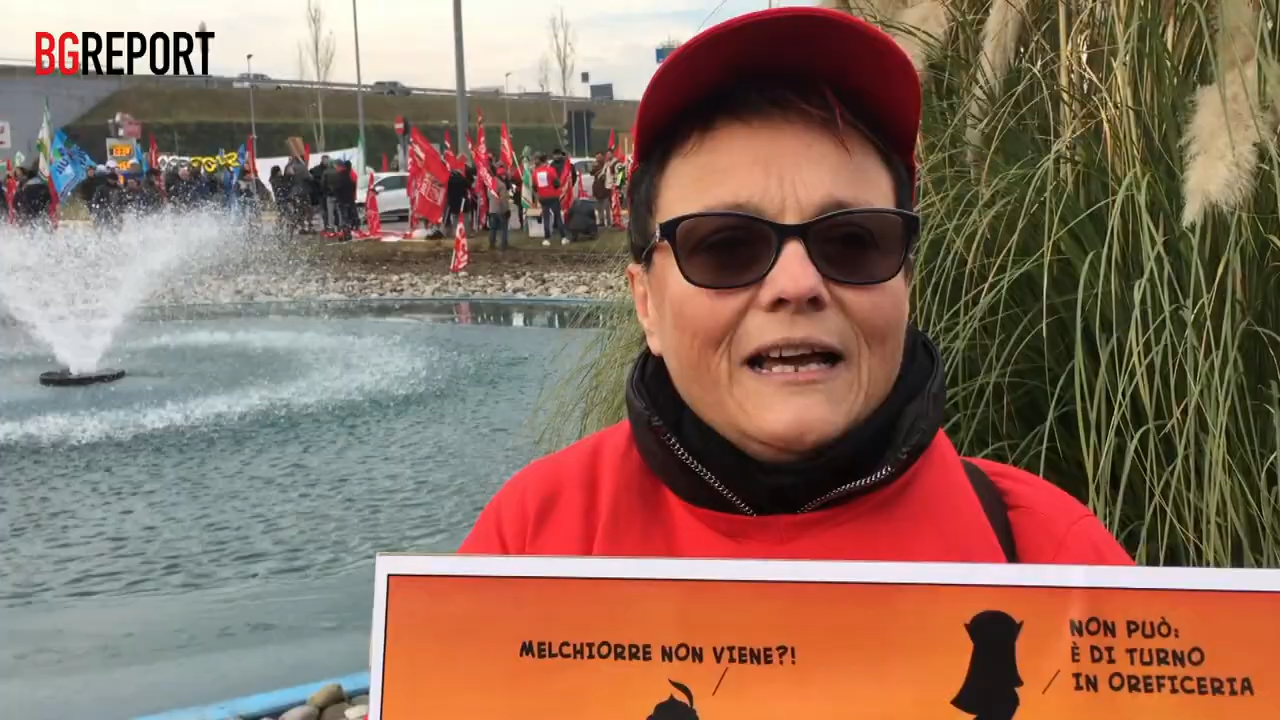 BGREPORT
MELCHIORRE NON VIENE?!
NON PUÒ:
È DI TURNO
IN OREFICERIA